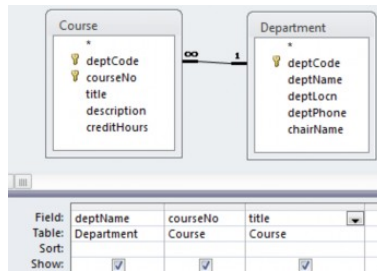 Course
*
deptCode
courseNo
title
description
creditHours
∞ 1
Department
*
deptCode
deptName
deptLocn
deptPhone
chairName
Field: deptName courseNo title
Table: Department Course Course
Sort:
Show: